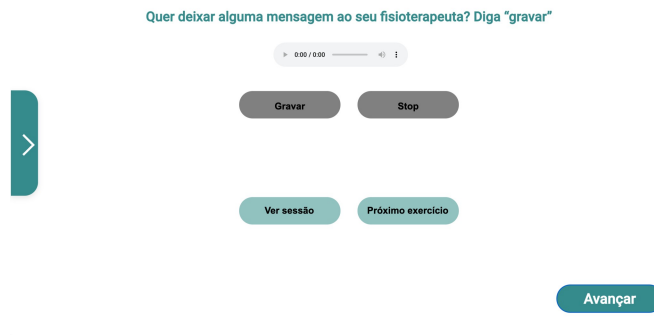 Quer deixar alguma mensagem ao seu fisioterapeuta? Diga “gravar”
0:00 / 0:00
Gravar
Stop
Ver sessão
Próximo exercício
Avançar